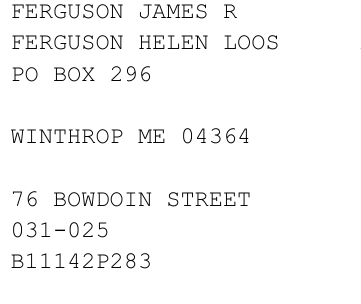 FERGUSON JAMES R
FERGUSON HELEN LOOS
PO BOX 296
WINTHROP ME 04364
76 BOWDOIN STREET
031-025
B11142P283